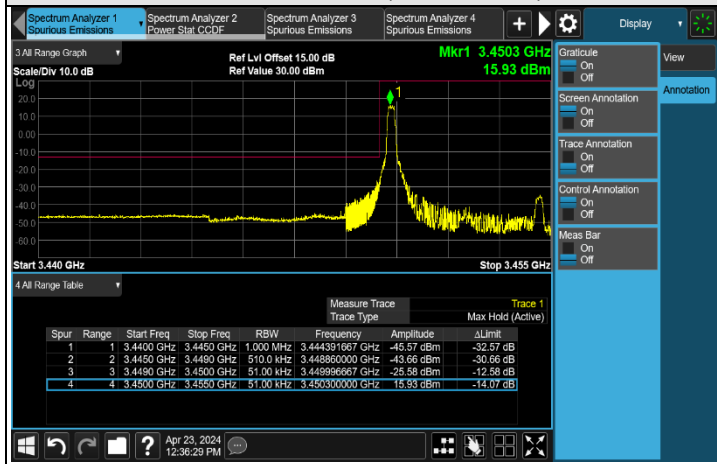 Spectrum Analyzer 1
Spurious Emissions
Spectrum Analyzer 2
Power Stat CCDF
Spectrum Analyzer 3
Spurious Emissions
Spectrum Analyzer 4
Spurious Emissions
+
Display
3 All Range Graph
Ref Lvl Offset 15.00 dB
Mkr1 3.4503 GHz
Scale/Div 10.0 dB
Ref Value 30.00 dBm
15.93 dBm
Log
1
20.0
10.0
0.00
-10.0
-20.0
-30.0
-40.0
-50.0
-60.0
Start 3.440 GHz
Stop 3.455 GHz
4 All Range Table
Measure Trace Trace 1
Trace Type Max Hold (Active)
Spur Range Start Freq Stop Freq RBW Frequency Amplitude ΔLimit
1 1 3.4400 GHz 3.4450 GHz 1.000 MHz 3.444391667 GHz -45.57 dBm -32.57 dB
2 2 3.4450 GHz 3.4490 GHz 510.0 kHz 3.448860000 GHz -43.66 dBm -30.66 dB
3 3 3.4490 GHz 3.4500 GHz 51.00 kHz 3.449996667 GHz -25.58 dBm -12.58 dB
4 4 3.4500 GHz 3.4550 GHz 51.00 kHz 3.450300000 GHz 15.93 dBm -14.07 dB
Graticule
On
Off
Screen Annotation
On
Off
Trace Annotation
On
Off
Control Annotation
On
Off
Meas Bar
On
Off
View
Annotation
?
Apr 23, 2024
12:36:29 PM